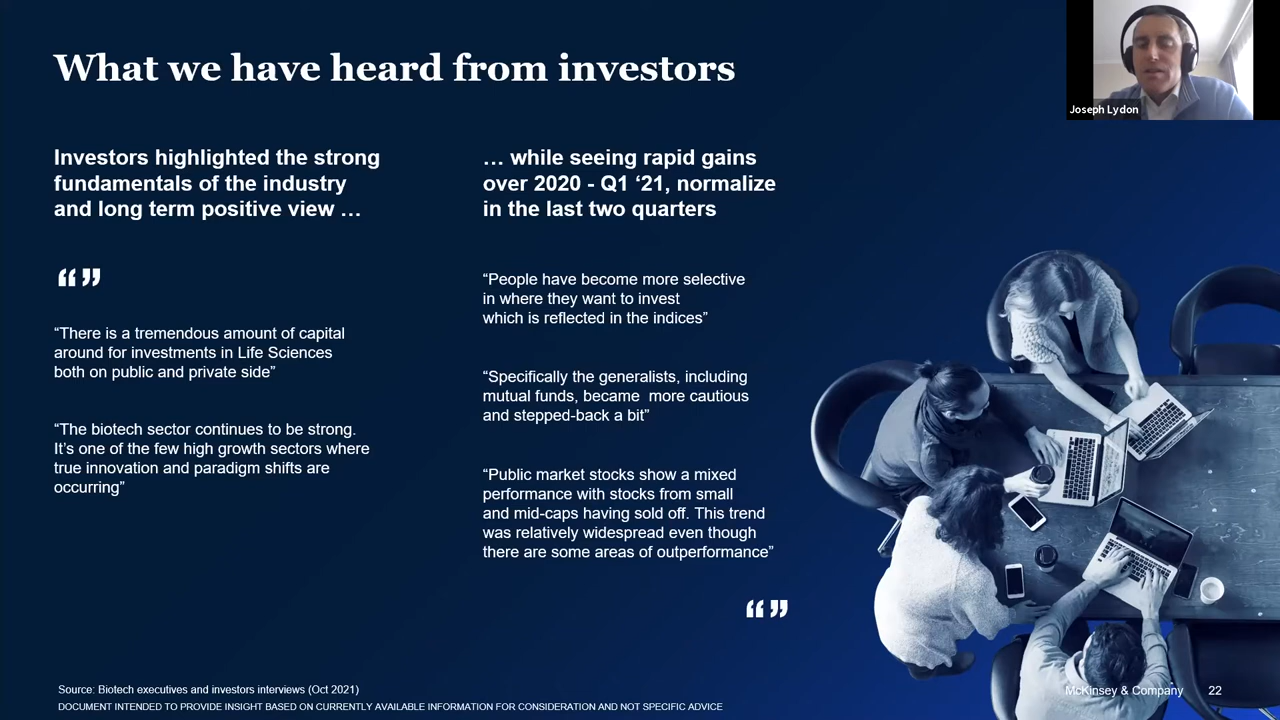 What we have heard from investors
Joseph Lydon
Investors highlighted the strong
fundamentals of the industry
and long term positive view …
“”
“There is a tremendous amount of capital
around for investments in Life Sciences
both on public and private side”
“The biotech sector continues to be strong.
It’s one of the few high growth sectors where
true innovation and paradigm shifts are
occurring”
… while seeing rapid gains
over 2020 - Q1 ‘21, normalize
in the last two quarters
“People have become more selective
in where they want to invest
which is reflected in the indices”
“Specifically the generalists, including
mutual funds, became more cautious
and stepped-back a bit”
“Public market stocks show a mixed
performance with stocks from small
and mid-caps having sold off. This trend
was relatively widespread even though
there are some areas of outperformance”
“”
Source: Biotech executives and investors interviews (Oct 2021)
DOCUMENT INTENDED TO PROVIDE INSIGHT BASED ON CURRENTLY AVAILABLE INFORMATION FOR CONSIDERATION AND NOT SPECIFIC ADVICE
McKinsey & Company 22